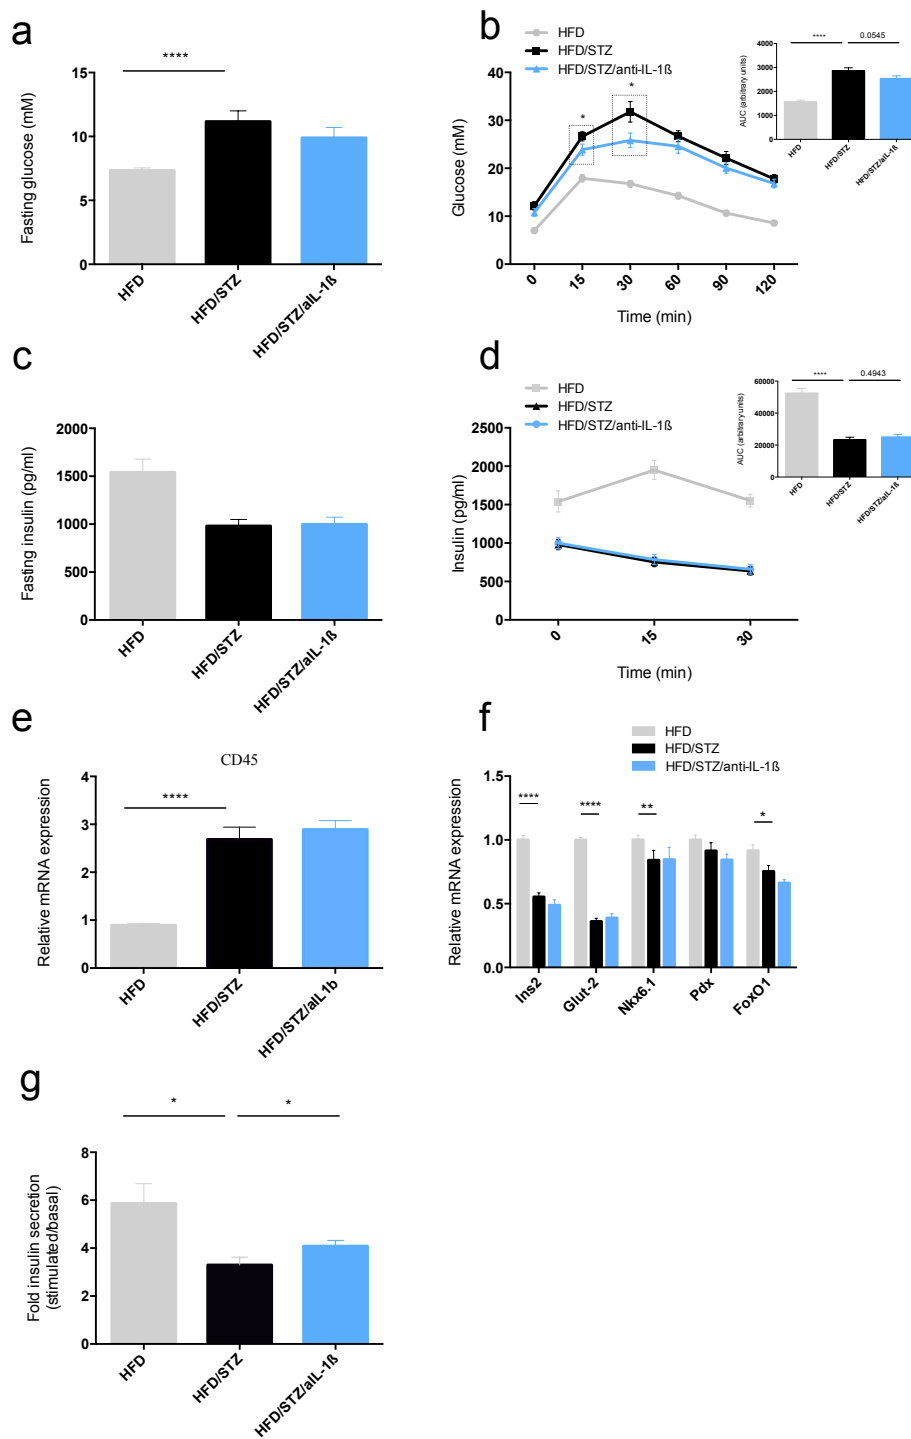 a
Fasting glucose (mM)
****
15
10
5
0
HFD
HFD/STZ
HFD/STZ/aIL-1ß
b
HFD
HFD/STZ
HFD/STZ/anti-IL-1ß
Glucose (mM)
40
30
20
10
0
*
*
0
15
30
60
90
120
Time (min)
AUC (arbitrary units)
****
0.0545
4000
3000
2000
1000
0
HFD
HFD/STZ
HFD/STZ/aIL-1ß
c
Fasting insulin (pg/ml)
2000
1500
1000
500
0
HFD
HFD/STZ
HFD/STZ/aIL-1ß
d
HFD
HFD/STZ
HFD/STZ/anti-IL-1ß
Insulin (pg/ml)
2500
2000
1500
1000
500
0
0
15
30
Time (min)
AUC (arbitrary units)
****
0.4943
60000
40000
20000
0
HFD
HFD/STZ
HFD/STZ/aIL-1ß
e
CD45
Relative mRNA expression
****
4
3
2
1
0
HFD
HFD/STZ
HFD/STZ/aIL1b
f
HFD
HFD/STZ
HFD/STZ/anti-IL-1ß
Relative mRNA expression
1.5
1.0
0.5
0.0
****
****
**
*
Ins2
Glut-2
Nkx6.1
Pdx
FoxO1
g
Fold insulin secretion
(stimulated/basal)
*
*
8
6
4
2
0
HFD
HFD/STZ
HFD/STZ/aIL-1ß